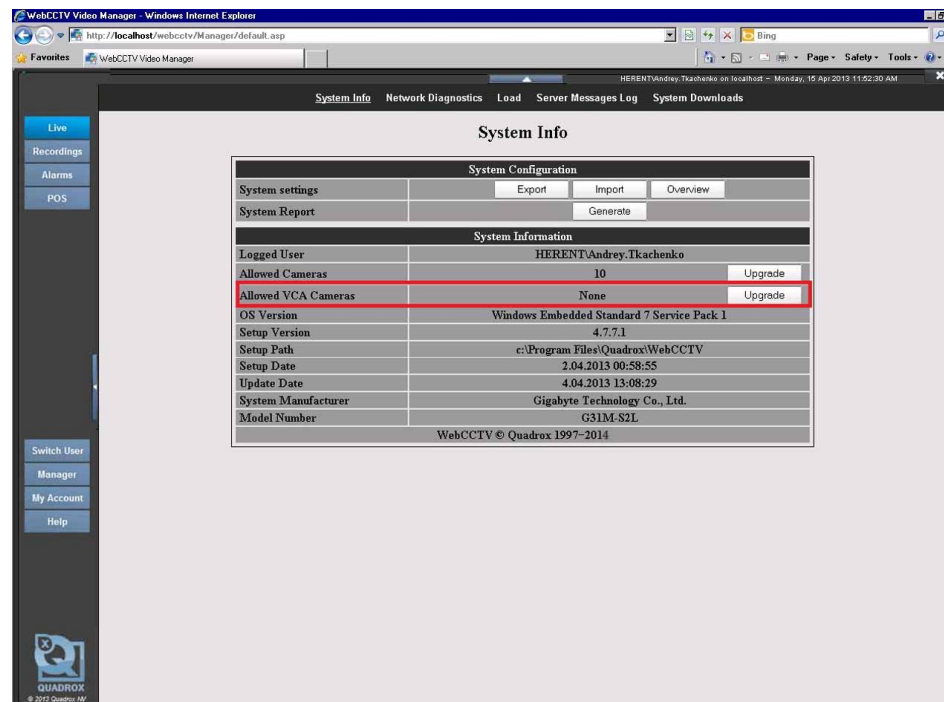 WebCCTV Video Manager - Windows Internet Explorer
http://localhost/webcctv/Manager/default.asp
Bing
Favorites
WebCCTV Video Manager
Page
Safety
Tools
HERENT\Andrey.Tkachenko on localhost – Monday, 15 Apr 2013 11:52:30 AM
System Info Network Diagnostics Load Server Messages Log System Downloads
Live
Recordings
Alarms
POS
System Info
System Configuration
System settings Export Import Overview
System Report Generate
System Information
Logged User HERENT\Andrey.Tkachenko
Allowed Cameras 10 Upgrade
Allowed VCA Cameras None Upgrade
OS Version Windows Embedded Standard 7 Service Pack 1
Setup Version 4.7.7.1
Setup Path c:\Program Files\Quadrox\WebCCTV
Setup Date 2.04.2013 00:58:55
Update Date 4.04.2013 13:08:29
System Manufacturer Gigabyte Technology Co., Ltd.
Model Number G31M-S2L
WebCCTV © Quadrox 1997-2014
Switch User
Manager
My Account
Help
QUADROX
© 2013 Quadrox NV